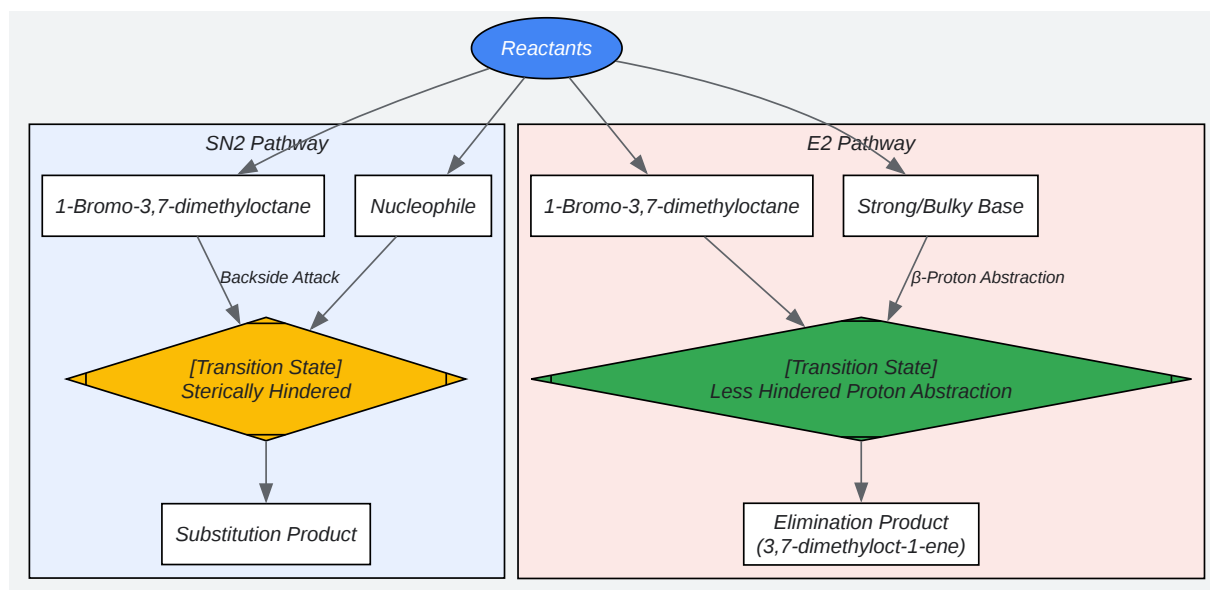 Reactants
SN2 Pathway
E2 Pathway
1-Bromo-3,7-dimethyloctane
Nucleophile
1-Bromo-3,7-dimethyloctane
Strong/Bulky Base
Backside Attack
β-Proton Abstraction
[Transition State]
Sterically Hindered
[Transition State]
Less Hindered Proton Abstraction
Substitution Product
Elimination Product
(3,7-dimethyloct-1-ene)